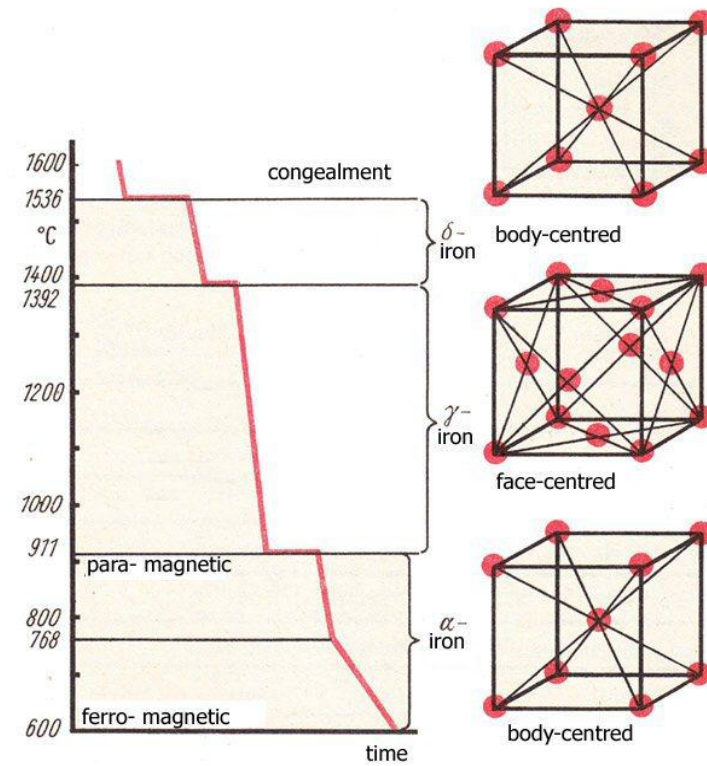 1600
congealment
1536
°C
δ-
iron
body-centred
1400
1392
1200
γ-
iron
face-centred
1000
911
para- magnetic
800
α-
iron
768
ferro- magnetic
600
time
body-centred